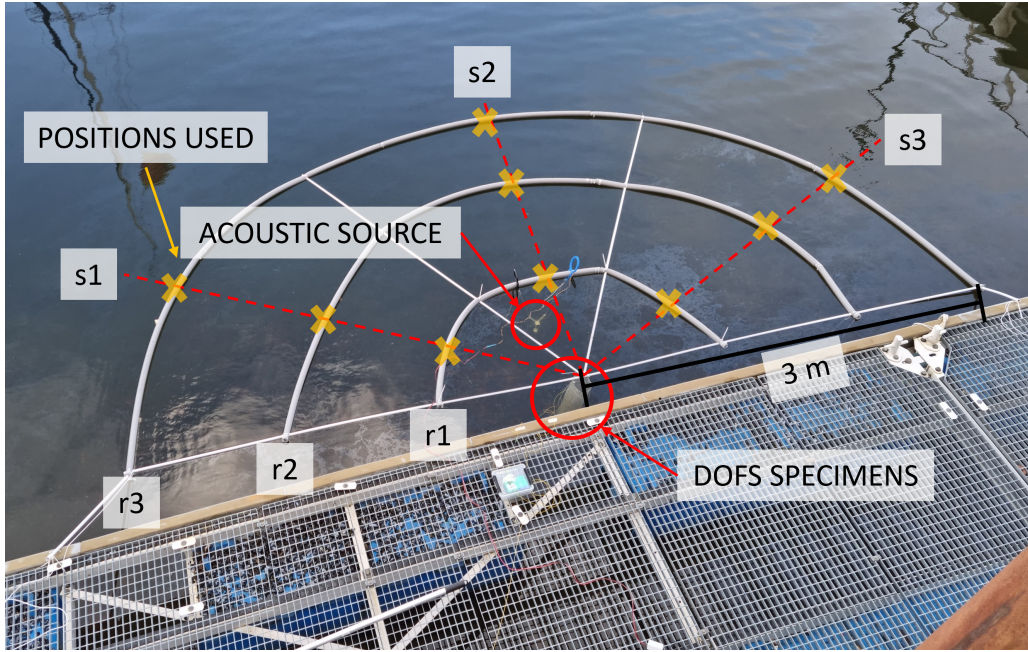 s2
POSITIONS USED
s3
ACOUSTIC SOURCE
s1
3 m
r1
r2
DOFS SPECIMENS
r3